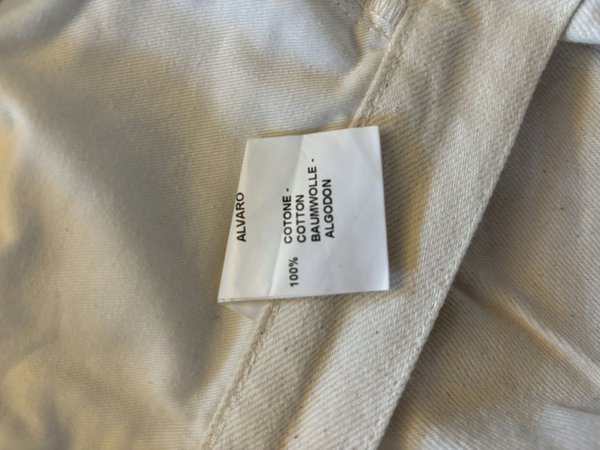 ALVARO
100% COTONE -
COTTON
BAUMWOLLE -
ALGODON